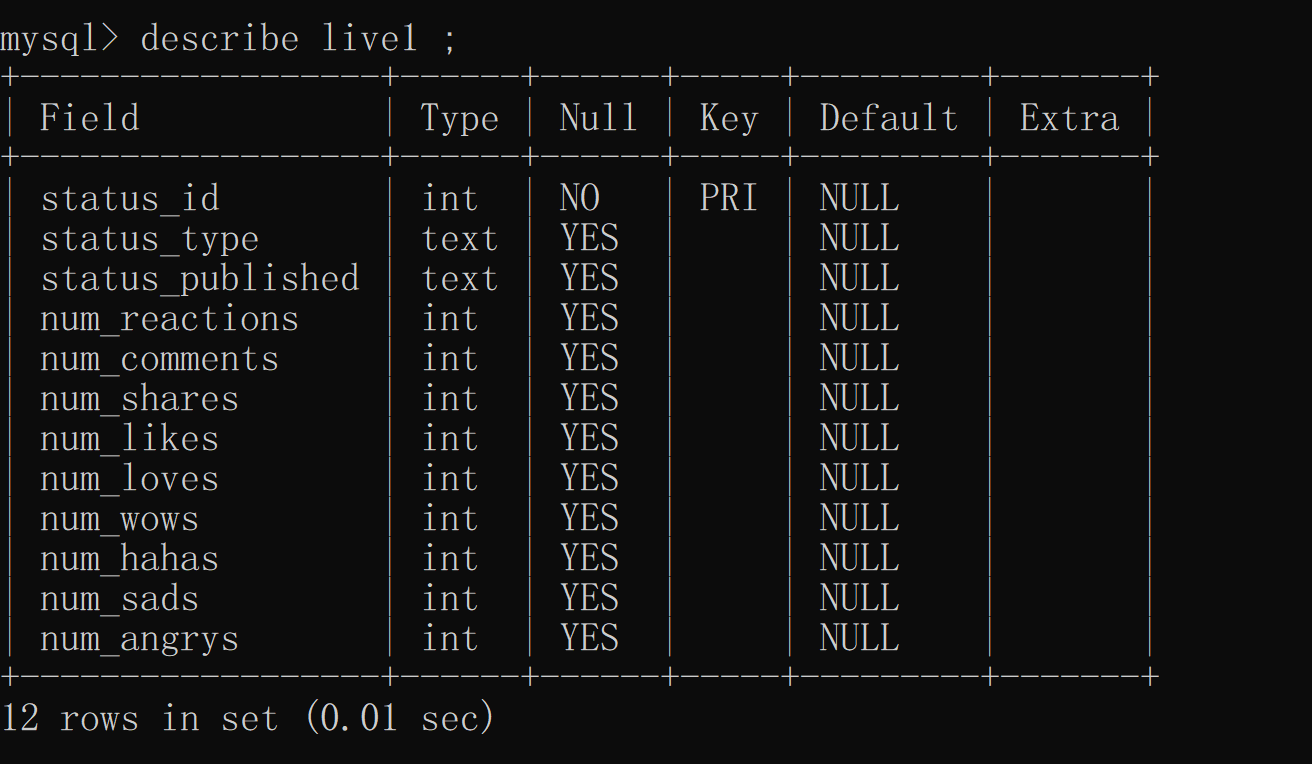 mysql> describe live1 ;
+------------------+------+------+-----+---------+-------+
| Field            | Type | Null | Key | Default | Extra |
+------------------+------+------+-----+---------+-------+
| status_id        | int  | NO   | PRI | NULL    |       |
| status_type      | text | YES  |     | NULL    |       |
| status_published | text | YES  |     | NULL    |       |
| num_reactions    | int  | YES  |     | NULL    |       |
| num_comments     | int  | YES  |     | NULL    |       |
| num_shares       | int  | YES  |     | NULL    |       |
| num_likes        | int  | YES  |     | NULL    |       |
| num_loves        | int  | YES  |     | NULL    |       |
| num_wows         | int  | YES  |     | NULL    |       |
| num_hahas        | int  | YES  |     | NULL    |       |
| num_sads         | int  | YES  |     | NULL    |       |
| num_angrys       | int  | YES  |     | NULL    |       |
+------------------+------+------+-----+---------+-------+
12 rows in set (0.01 sec)